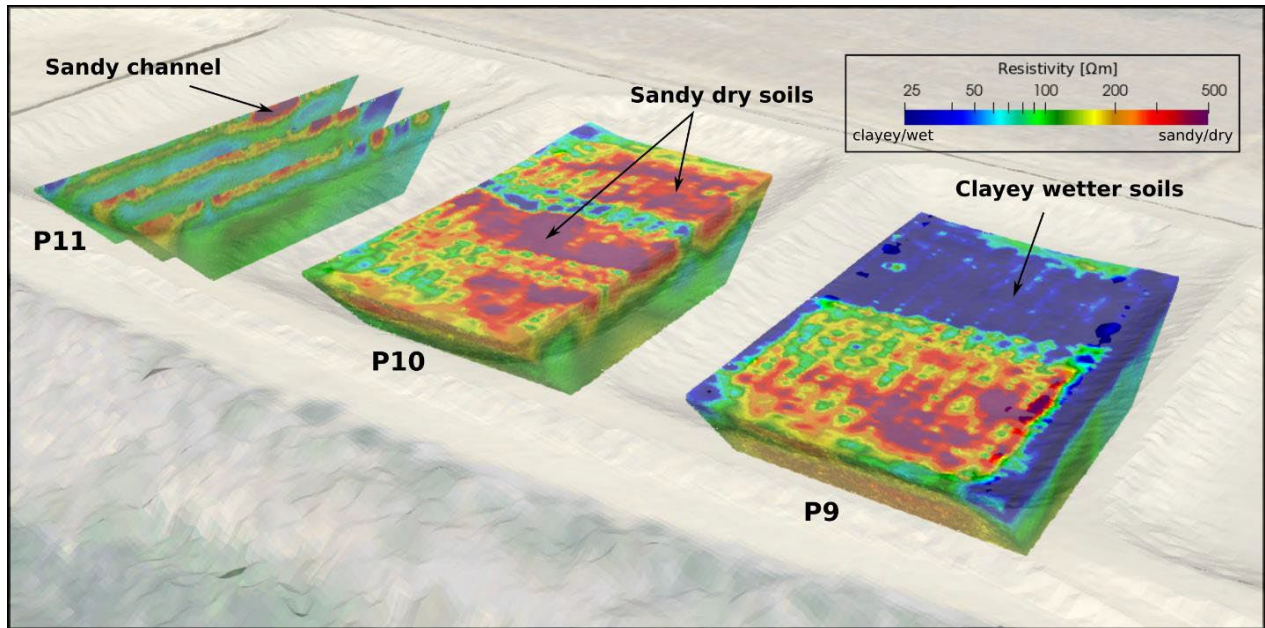 Sandy channel
Sandy dry soils
Resistivity [Ωm]
25 50 100 200 500
clayey/wet sandy/dry
Clayey wetter soils
P11
P10
P9